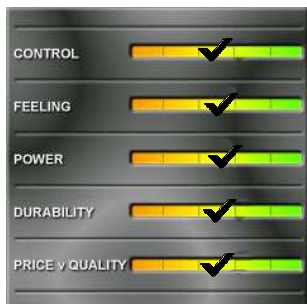 CONTROL
FEELING
POWER
DURABILITY
PRICE v QUALITY